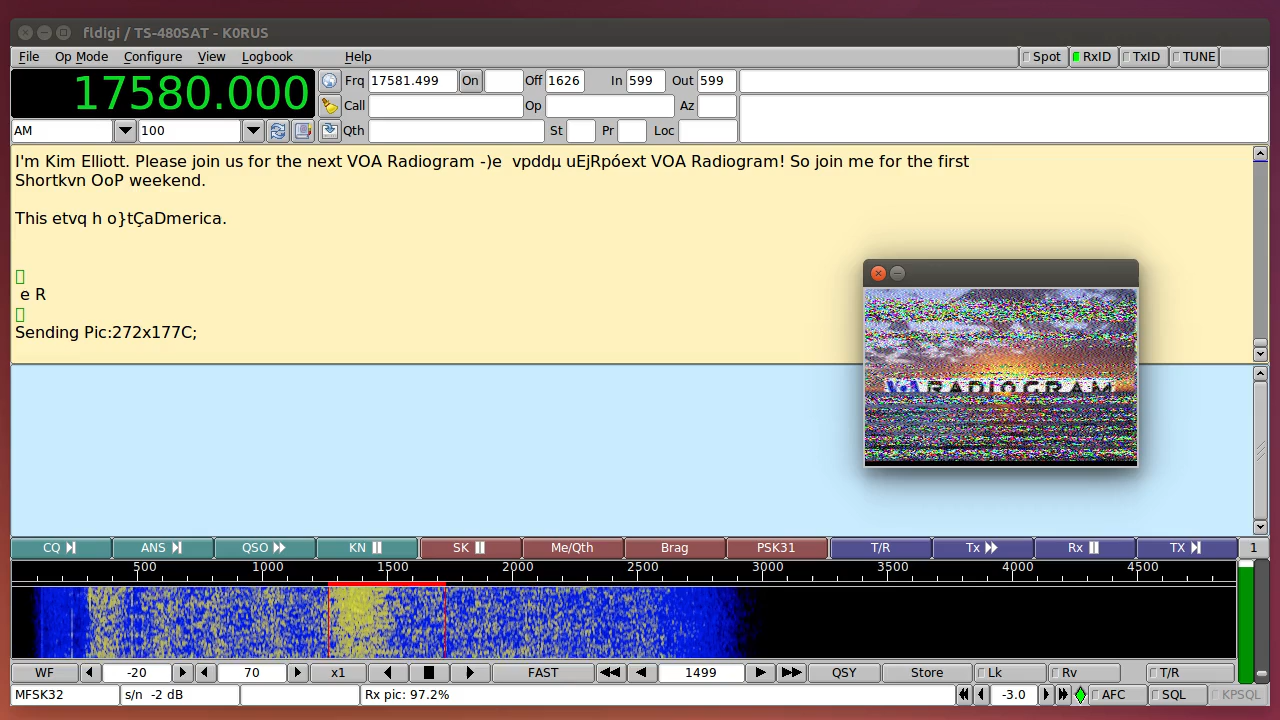 fldigi / TS-480SAT - K0RUS
File Op Mode Configure View Logbook Help Spot RxID TxID TUNE
17580.000
Frq 17581.499 On Off 1626 In 599 Out 599
Call Op Az
AM 100 Qth St Pr Loc
I'm Kim Elliott. Please join us for the next VOA Radiogram -)e  vpddµ uEjRpóext VOA Radiogram! So join me for the first
Shortkvn OoP weekend.
This etvq h o}tÇaDmerica.
e R
Sending Pic:272x177C;
VOA RADIOGRAM
CQ ANS QSO KN SK Me/Qth Brag PSK31 T/R Tx Rx TX 1
500 1000 1500 2000 2500 3000 3500 4000 4500
WF -20 70 x1 FAST 1499 QSY Store Lk Rv T/R
MFSK32 s/n -2 dB Rx pic: 97.2% -3.0 AFC SQL KPSQL